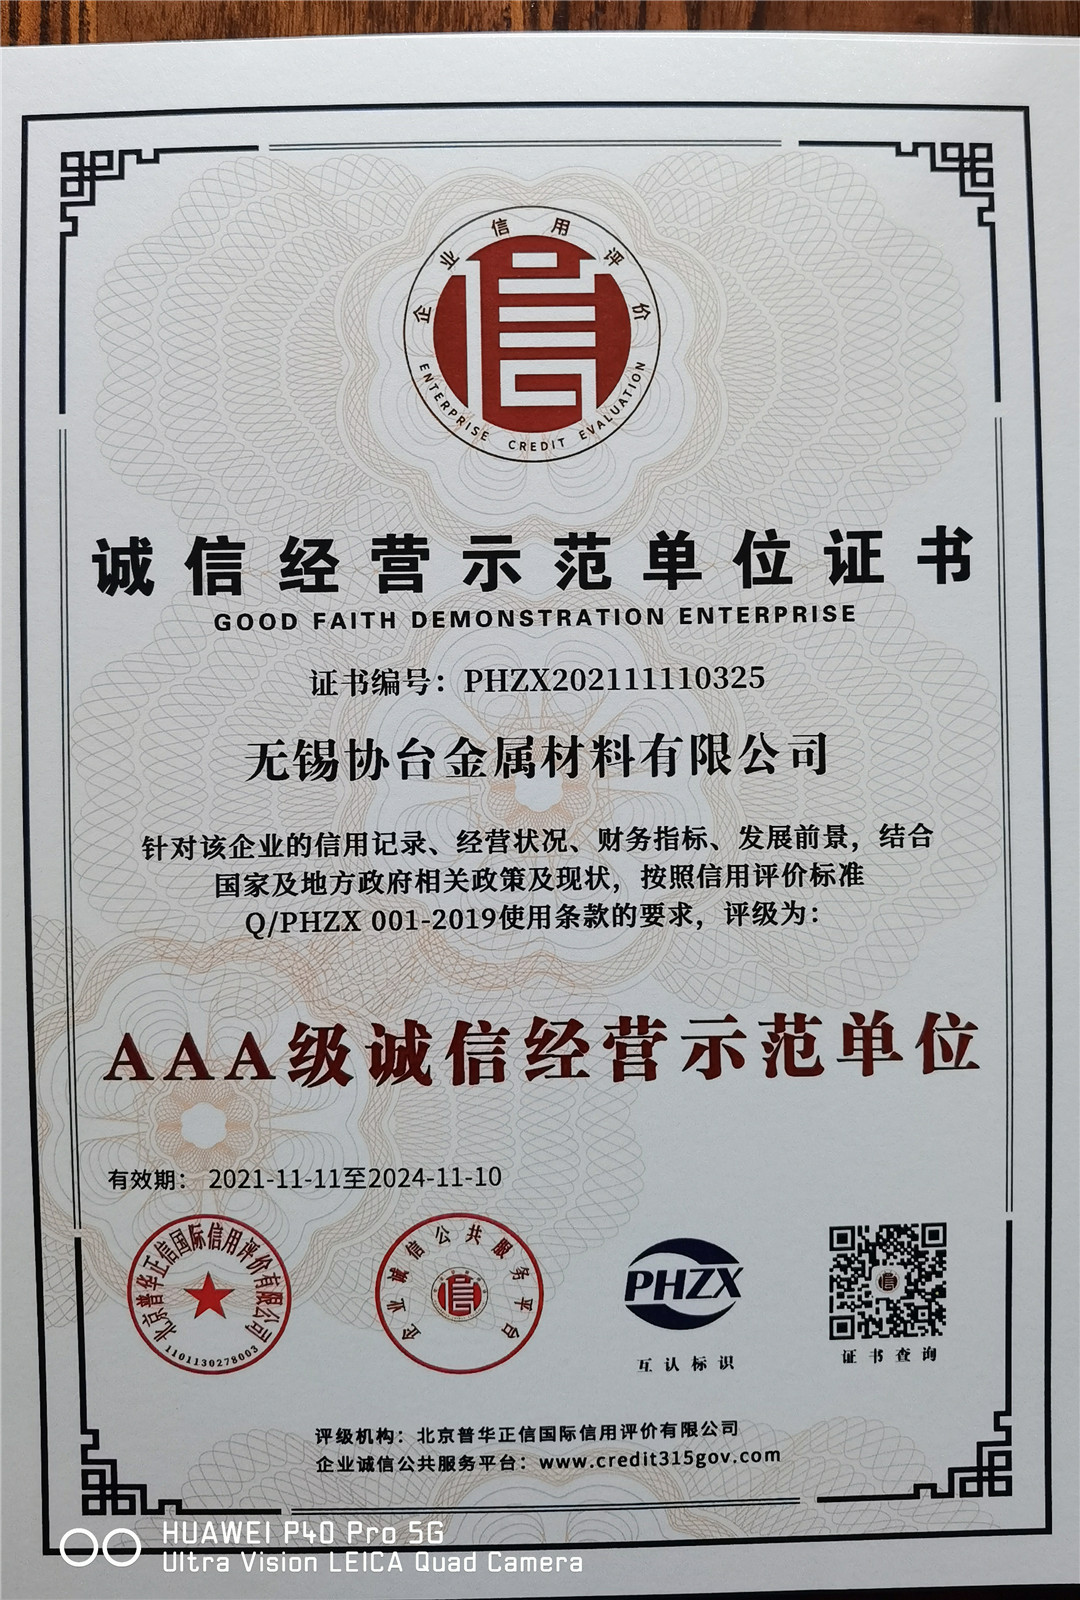 企业信用评价
ENTERPRISE CREDIT EVALUATION
诚信经营示范单位证书
GOOD FAITH DEMONSTRATION ENTERPRISE
证书编号：PHZX202111110325
无锡协台金属材料有限公司
针对该企业的信用记录、经营状况、财务指标、发展前景，结合
国家及地方政府相关政策及现状，按照信用评价标准
Q/PHZX 001-2019使用条款的要求，评级为：
AAA级诚信经营示范单位
有效期： 2021-11-11至2024-11-10
北京普华正信国际信用评价有限公司
1101130278003
企业诚信公共服务平台
PHZX
互认标识
证书查询
评级机构：北京普华正信国际信用评价有限公司
企业诚信公共服务平台：www.credit315gov.com
HUAWEI P40 Pro 5G
Ultra Vision LEICA Quad Camera